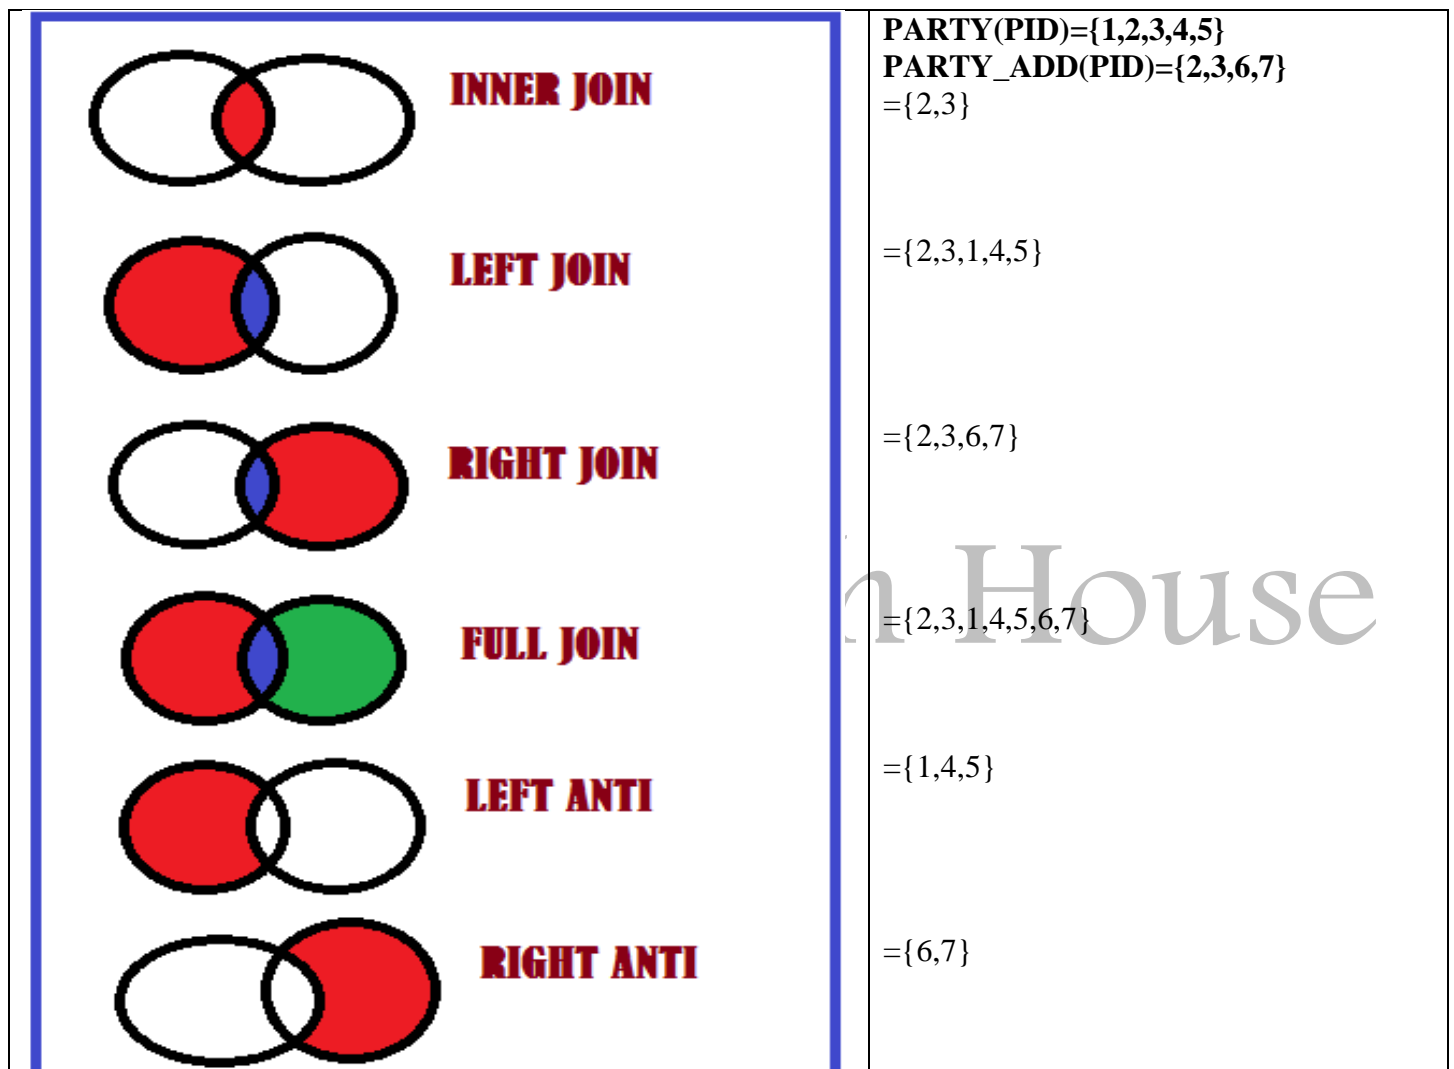 PARTY(PID)={1,2,3,4,5}
PARTY_ADD(PID)={2,3,6,7}
INNER JOIN
={2,3}
LEFT JOIN
={2,3,1,4,5}
RIGHT JOIN
={2,3,6,7}
FULL JOIN
={2,3,1,4,5,6,7}
House
LEFT ANTI
={1,4,5}
RIGHT ANTI
={6,7}